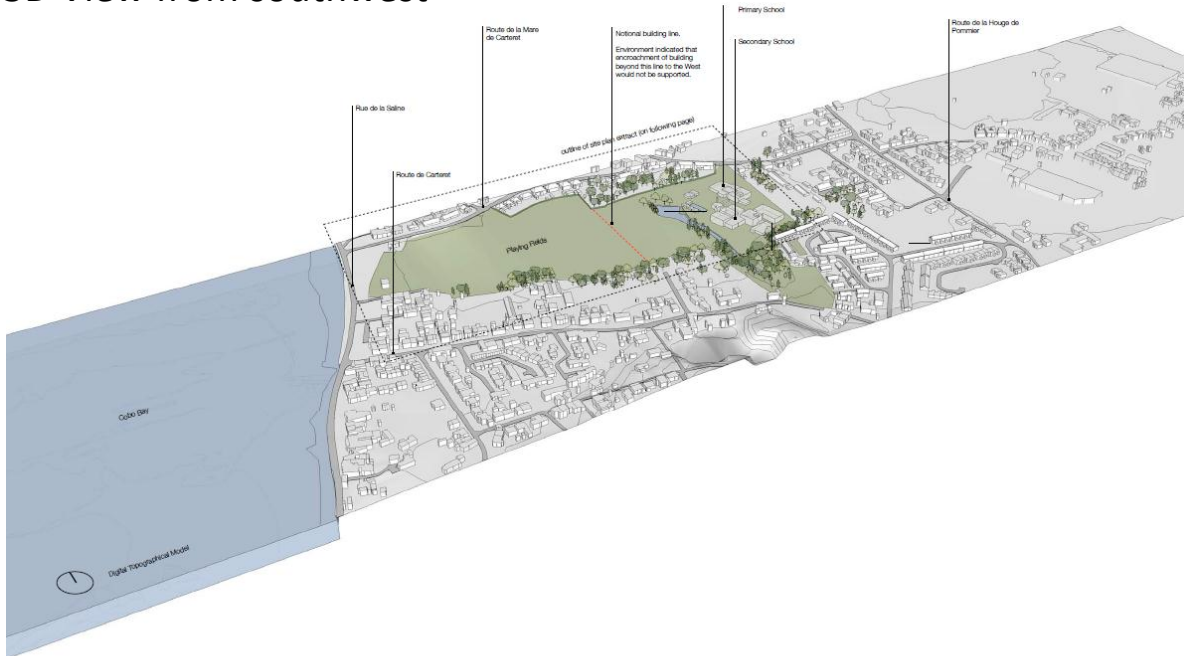 3D view from southwest
Primary School
Route de la Mare
de Carteret
Notional building line.
Environment indicated that
encroachment of building
beyond this line to the West
would not be supported.
Secondary School
Route de la Houge de
Pommier
Rue de la Saline
outline of site plan extract (on following page)
Route de Carteret
Playing Fields
Cobo Bay
Digital Topographical Model